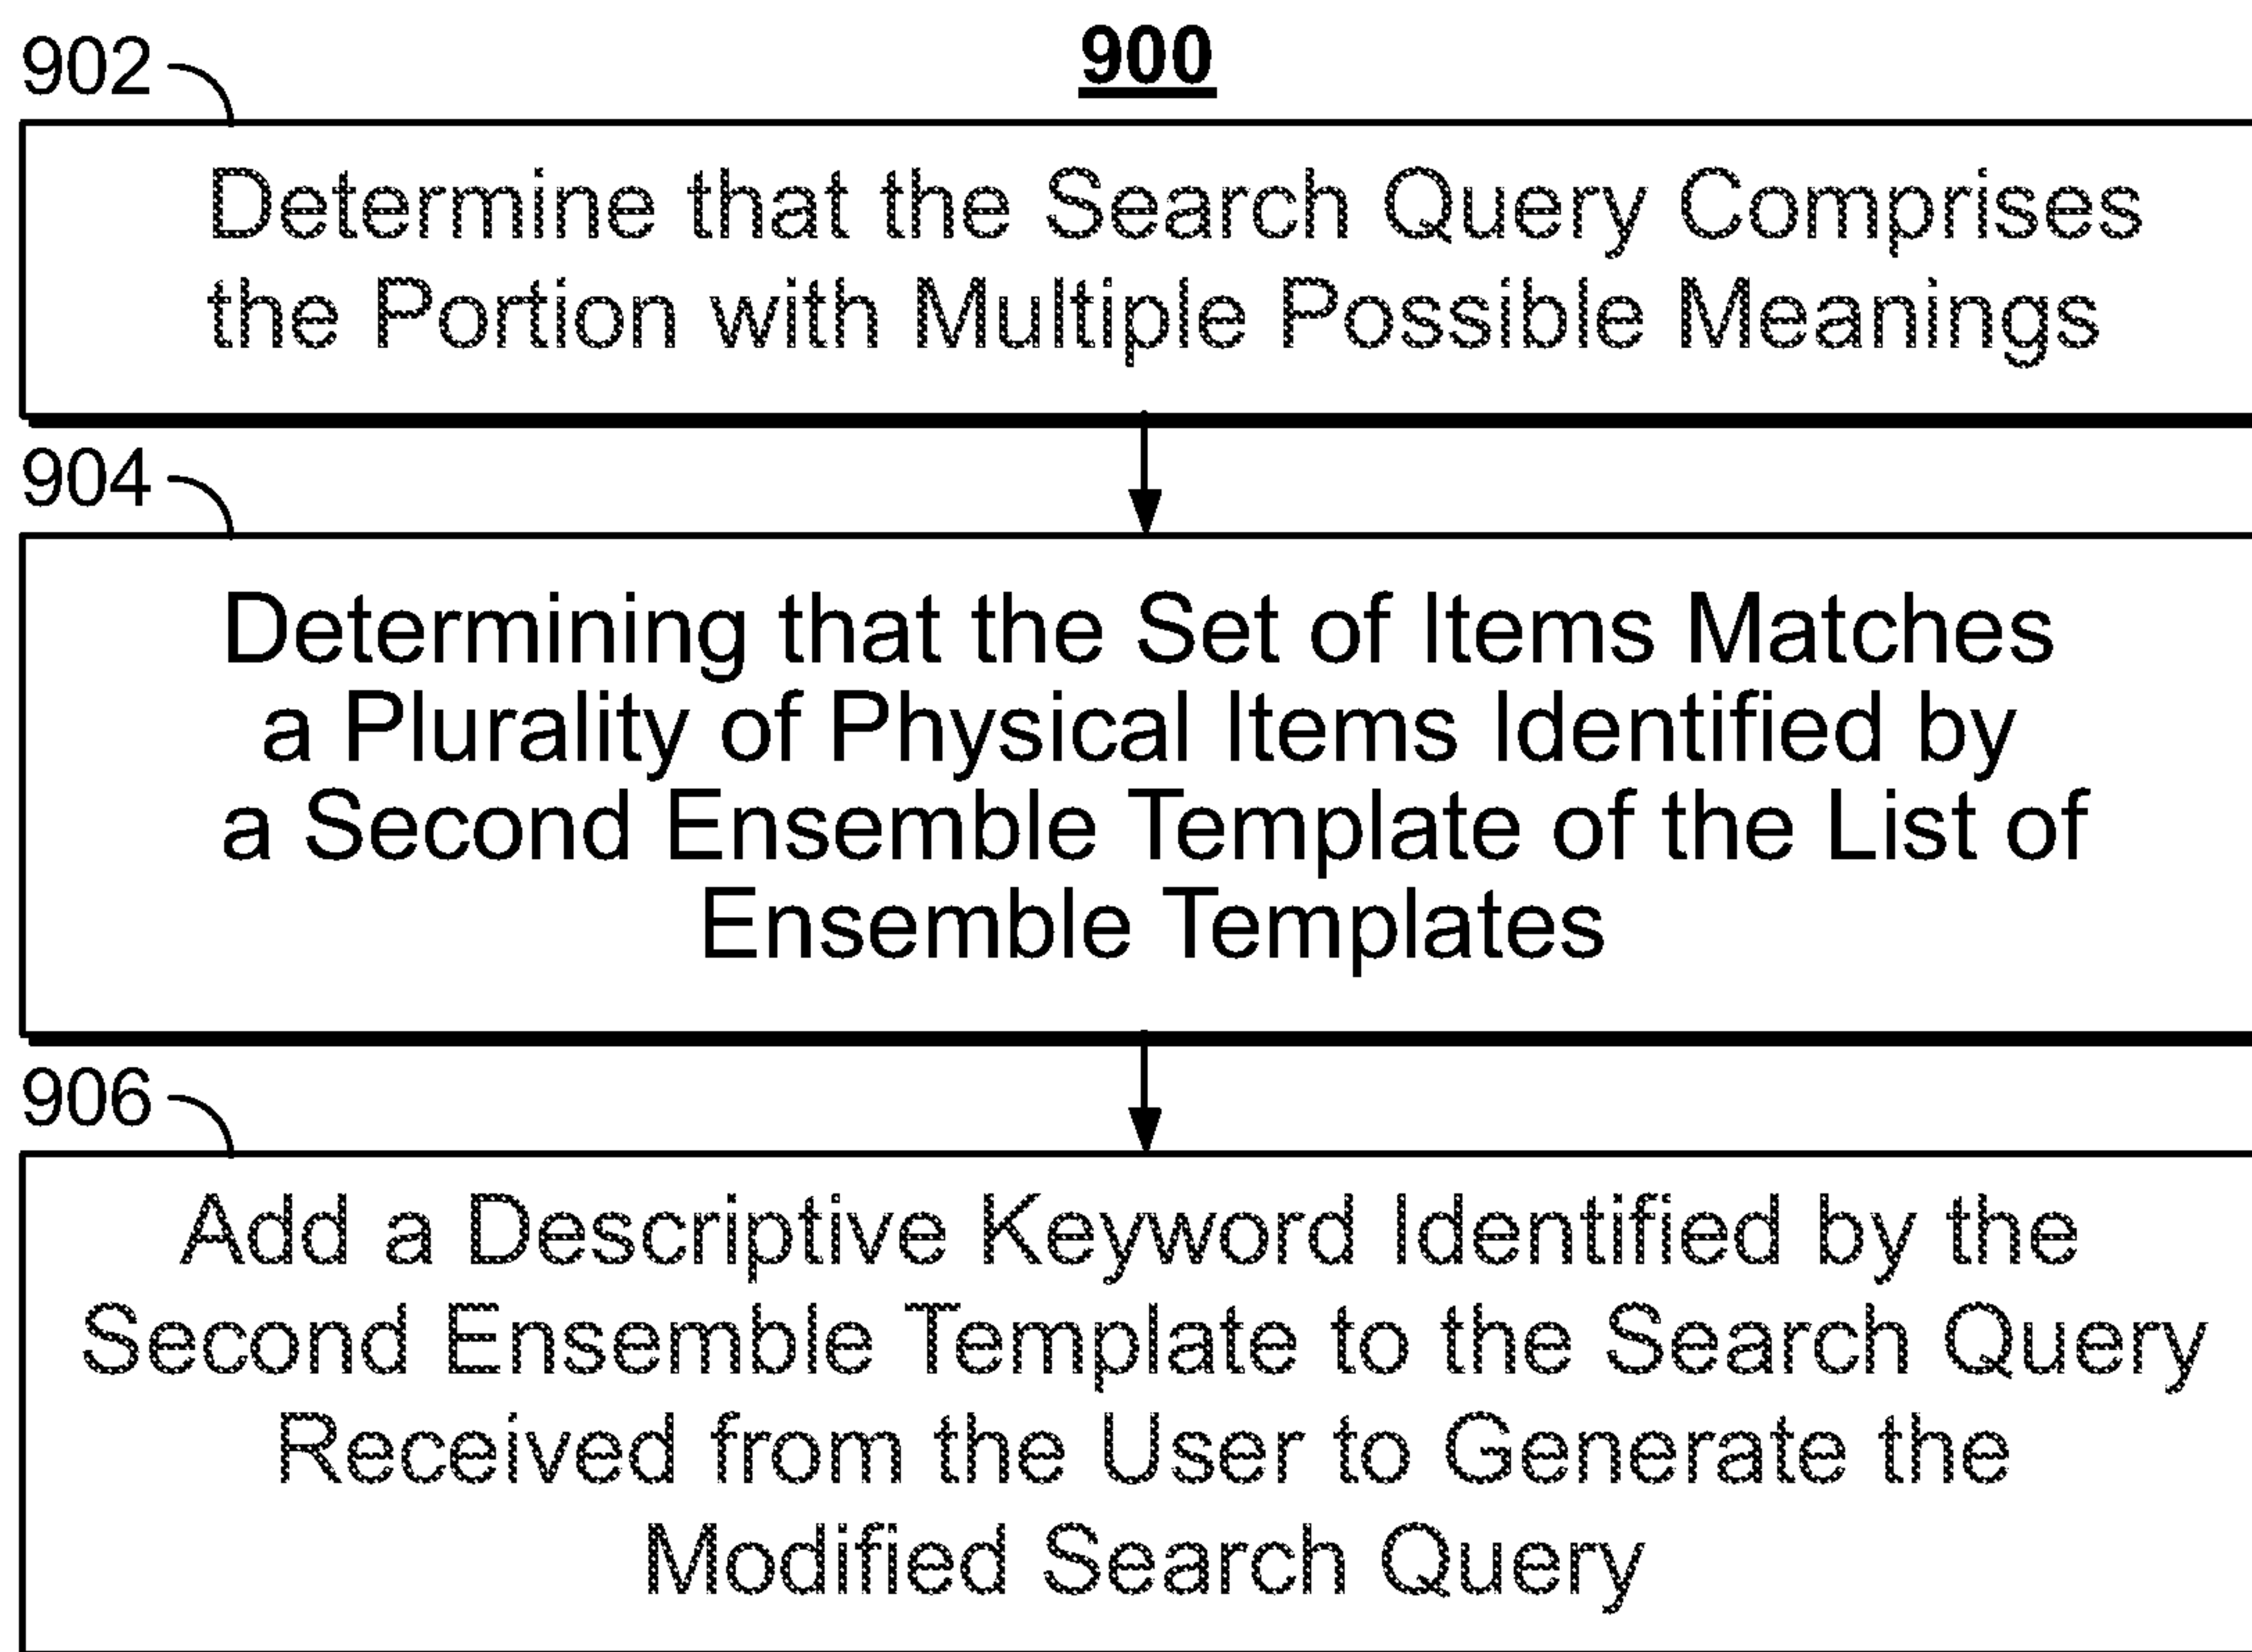 900
902
Determine that the Search Query Comprises
the Portion with Multiple Possible Meanings
904
Determining that the Set of Items Matches
a Plurality of Physical Items Identified by
a Second Ensemble Template of the List of
Ensemble Templates
906
Add a Descriptive Keyword Identified by the
Second Ensemble Template to the Search Query
Received from the User to Generate the
Modified Search Query